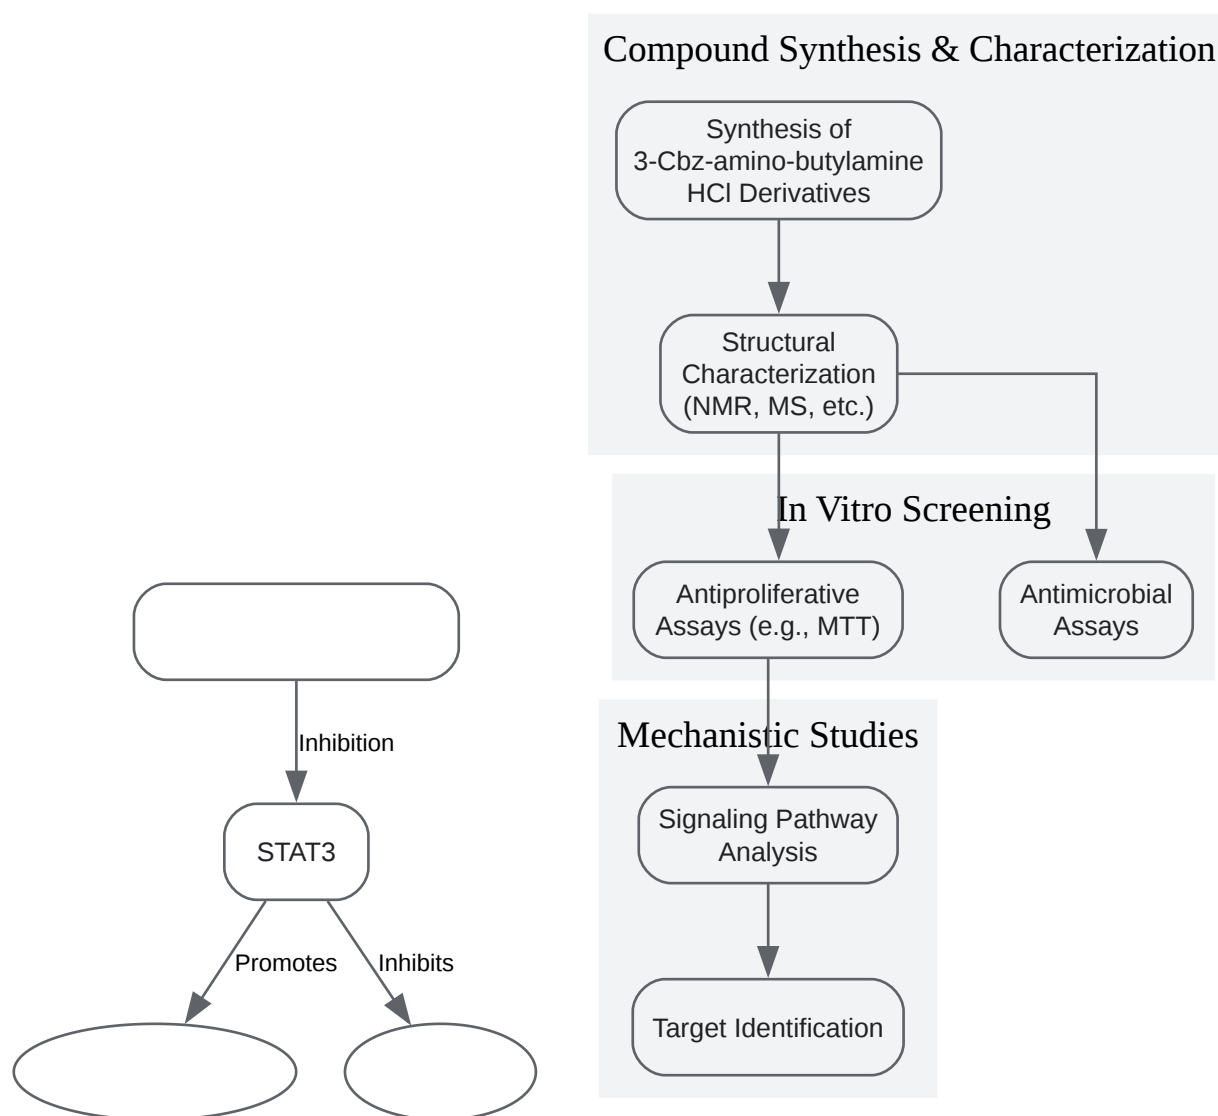 Compound Synthesis & Characterization
Synthesis of
3-Cbz-amino-butylamine
HCl Derivatives
Structural
Characterization
(NMR, MS, etc.)
In Vitro Screening
Antiproliferative
Assays (e.g., MTT)
Antimicrobial
Assays
Mechanistic Studies
Signaling Pathway
Analysis
Target Identification
Inhibition
STAT3
Promotes
Inhibits